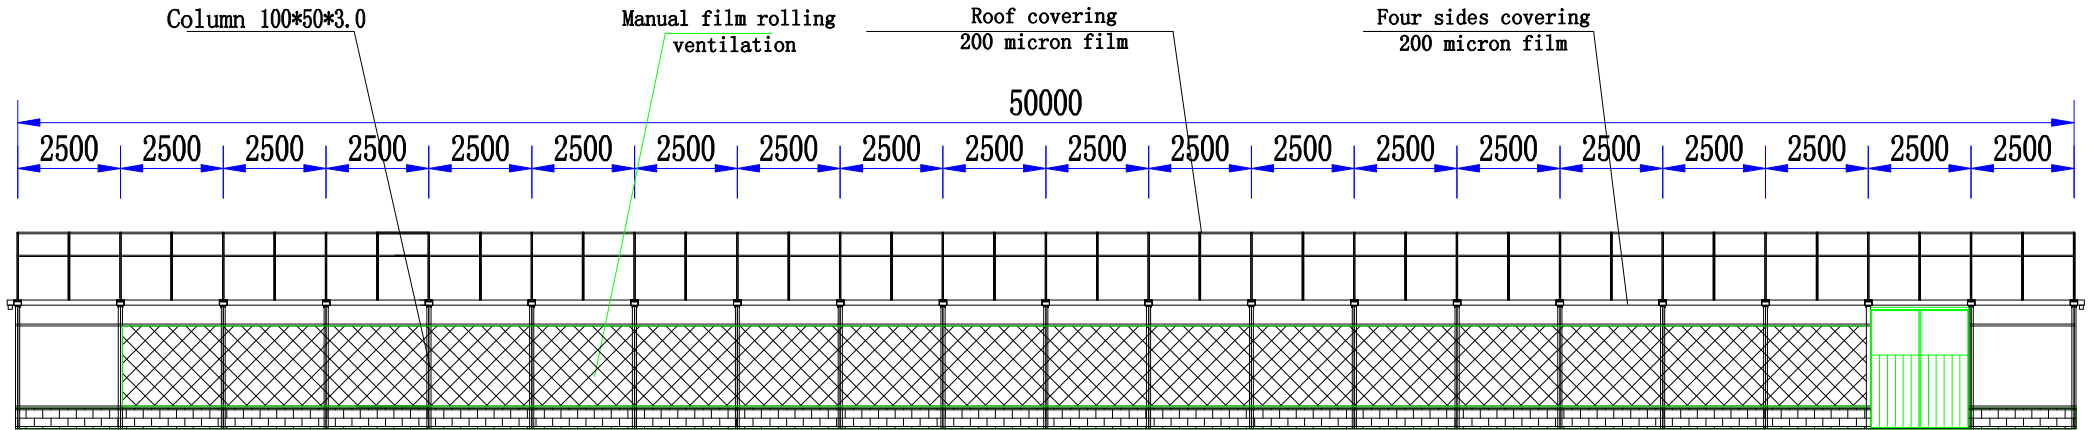 Column 100*50*3.0
Manual film rolling
ventilation
Roof covering
200 micron film
Four sides covering
200 micron film
50000
2500 2500 2500 2500 2500 2500 2500 2500 2500 2500 2500 2500 2500 2500 2500 2500 2500 2500 2500 2500